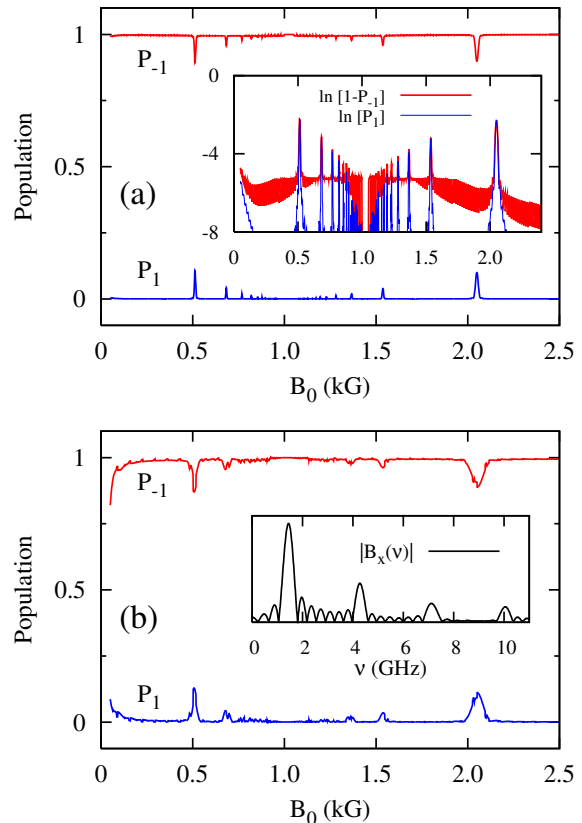 1
P₋₁
0
ln [1-P₋₁]
ln [P₁]
Population
0.5
-4
(a)
-8
0 0.5 1.0 1.5 2.0
P₁
0
0 0.5 1.0 1.5 2.0 2.5
B₀ (kG)
1
P₋₁
|Bₓ(ν)|
Population
0.5
(b)
0 2 4 6 8 10
ν (GHz)
P₁
0
0 0.5 1.0 1.5 2.0 2.5
B₀ (kG)